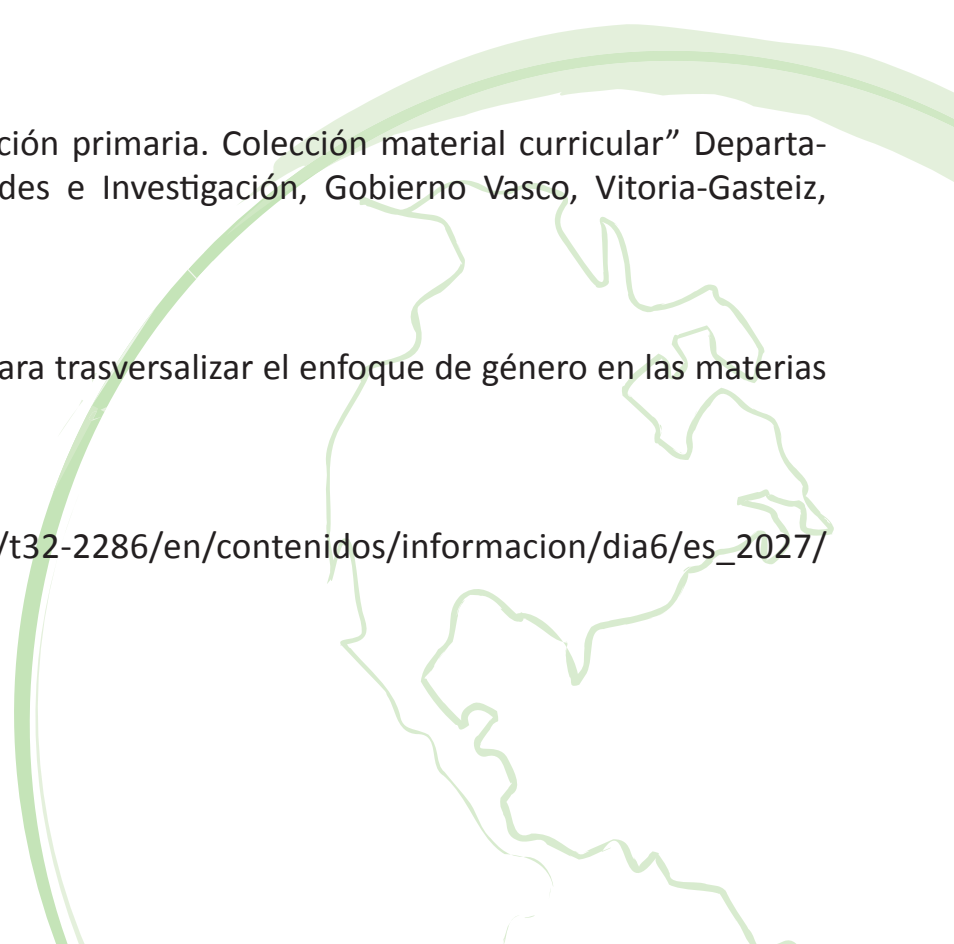 ción primaria. Colección material curricular” Departa-
des e Investigación, Gobierno Vasco, Vitoria-Gasteiz,
ara trasversalizar el enfoque de género en las materias
/t32-2286/en/contenidos/informacion/dia6/es_2027/